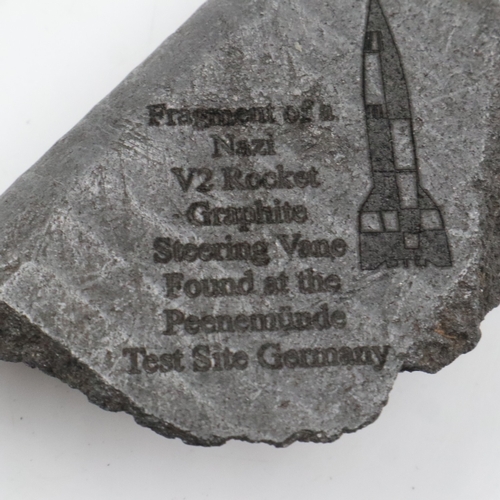 Fragment of a
Nazi
V2 Rocket
Graphite
Steering Vane
Found at the
Peenemünde
Test Site Germany